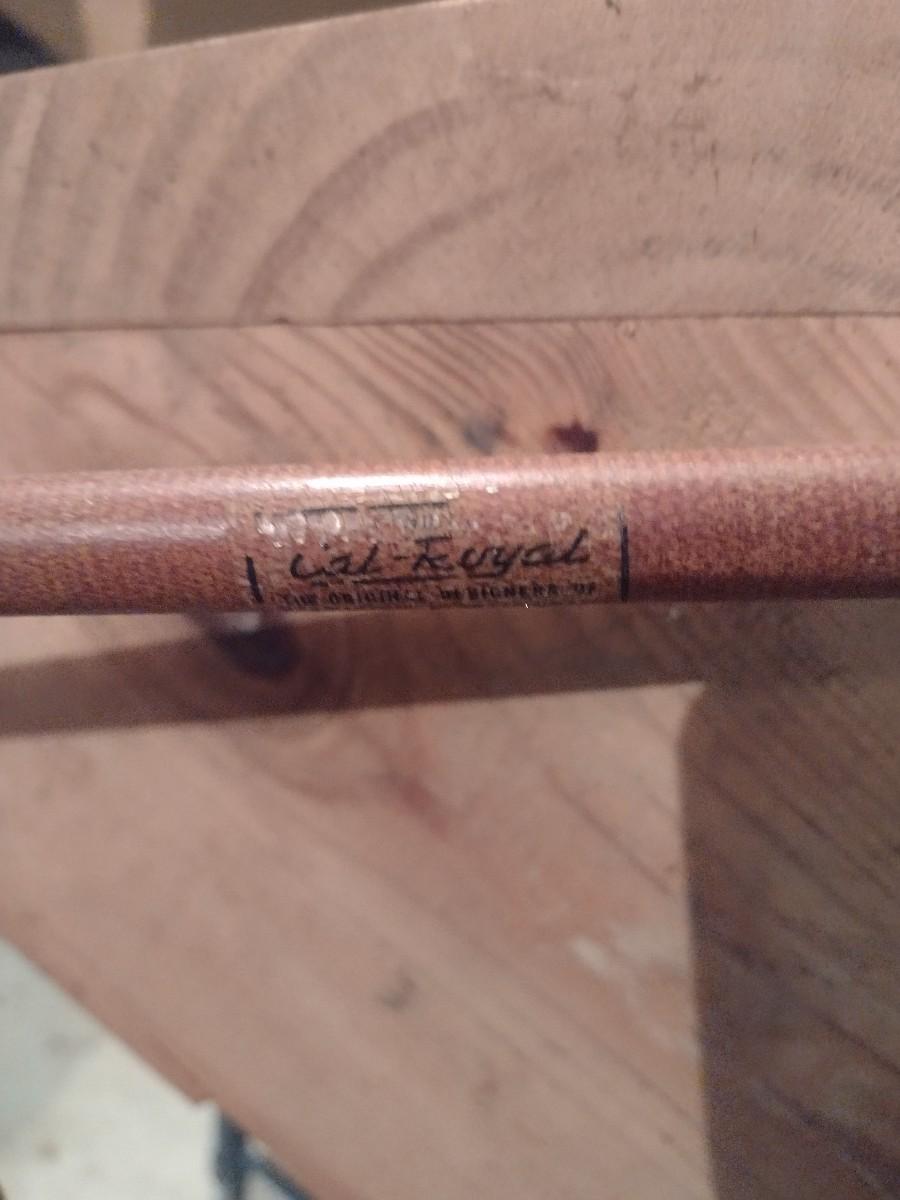 Cal-Royal
THE ORIGINAL DESIGNERS OF